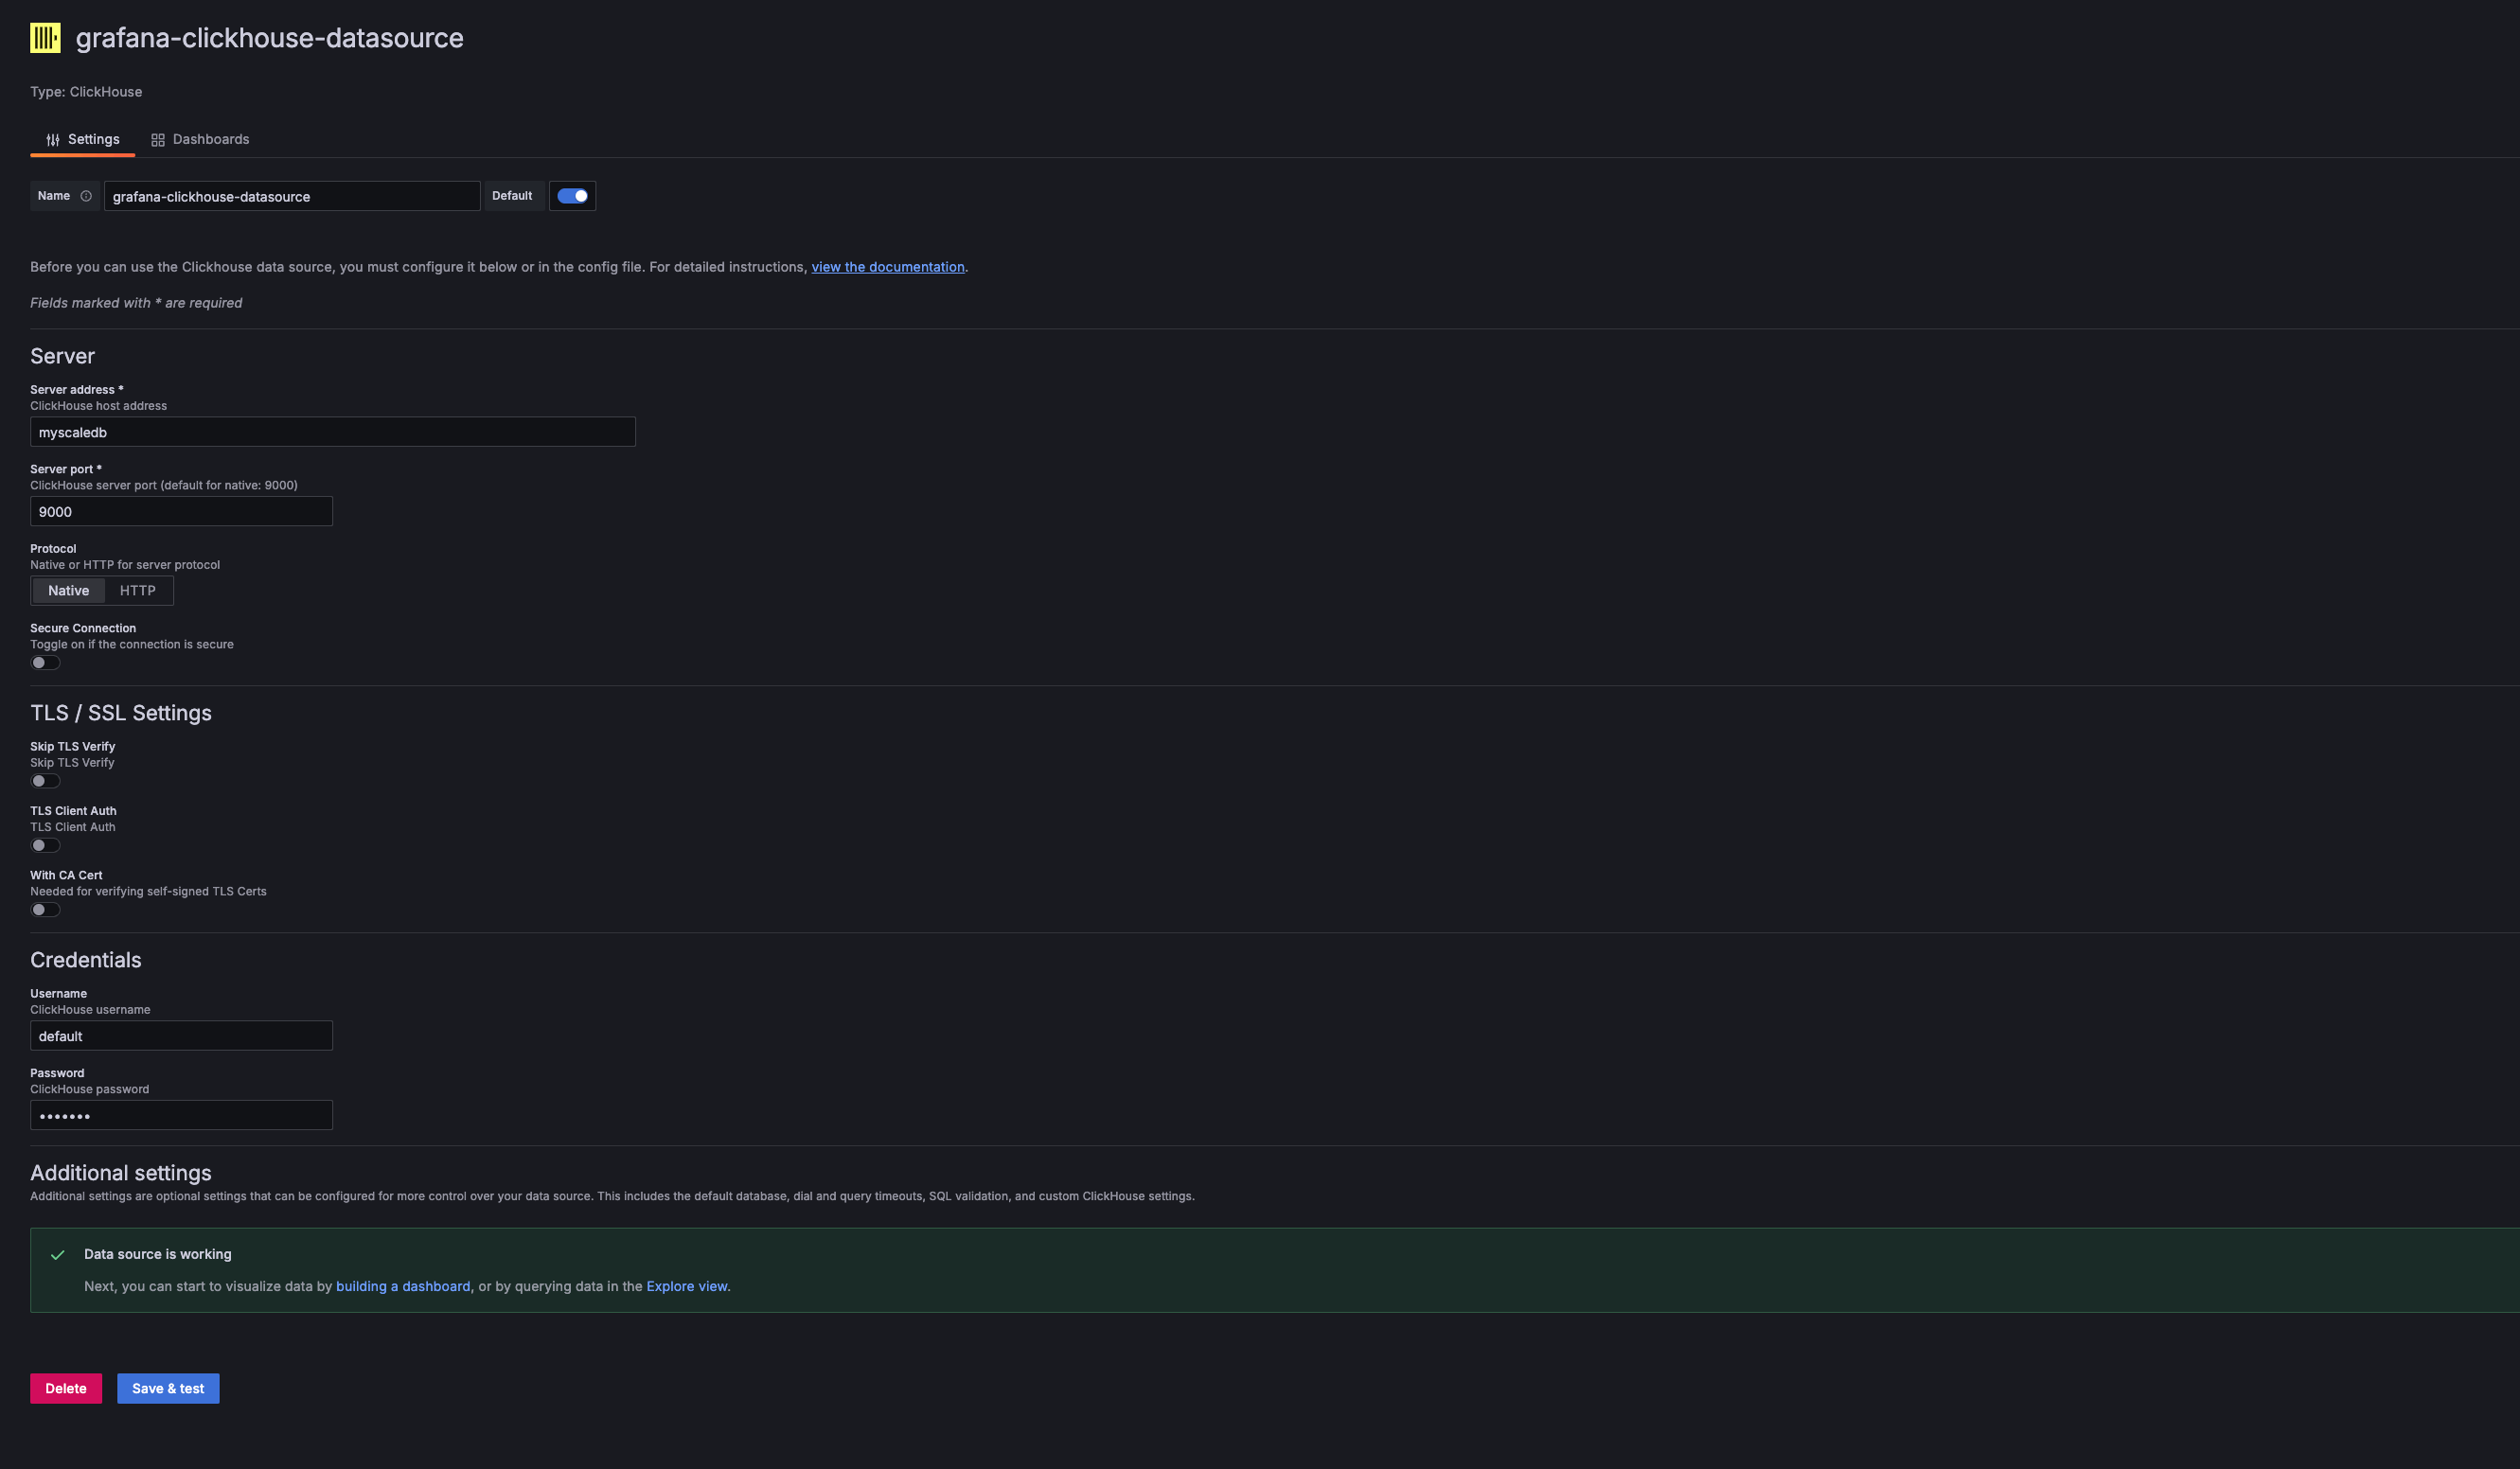 grafana-clickhouse-datasource
Type: ClickHouse
Settings Dashboards
Name grafana-clickhouse-datasource Default
Before you can use the Clickhouse data source, you must configure it below or in the config file. For detailed instructions, view the documentation.
Fields marked with * are required
Server
Server address *
ClickHouse host address
myscaledb
Server port *
ClickHouse server port (default for native: 9000)
9000
Protocol
Native or HTTP for server protocol
Native HTTP
Secure Connection
Toggle on if the connection is secure
TLS / SSL Settings
Skip TLS Verify
Skip TLS Verify
TLS Client Auth
TLS Client Auth
With CA Cert
Needed for verifying self-signed TLS Certs
Credentials
Username
ClickHouse username
default
Password
ClickHouse password
•••••••
Additional settings
Additional settings are optional settings that can be configured for more control over your data source. This includes the default database, dial and query timeouts, SQL validation, and custom ClickHouse settings.
Data source is working
Next, you can start to visualize data by building a dashboard, or by querying data in the Explore view.
Delete Save & test